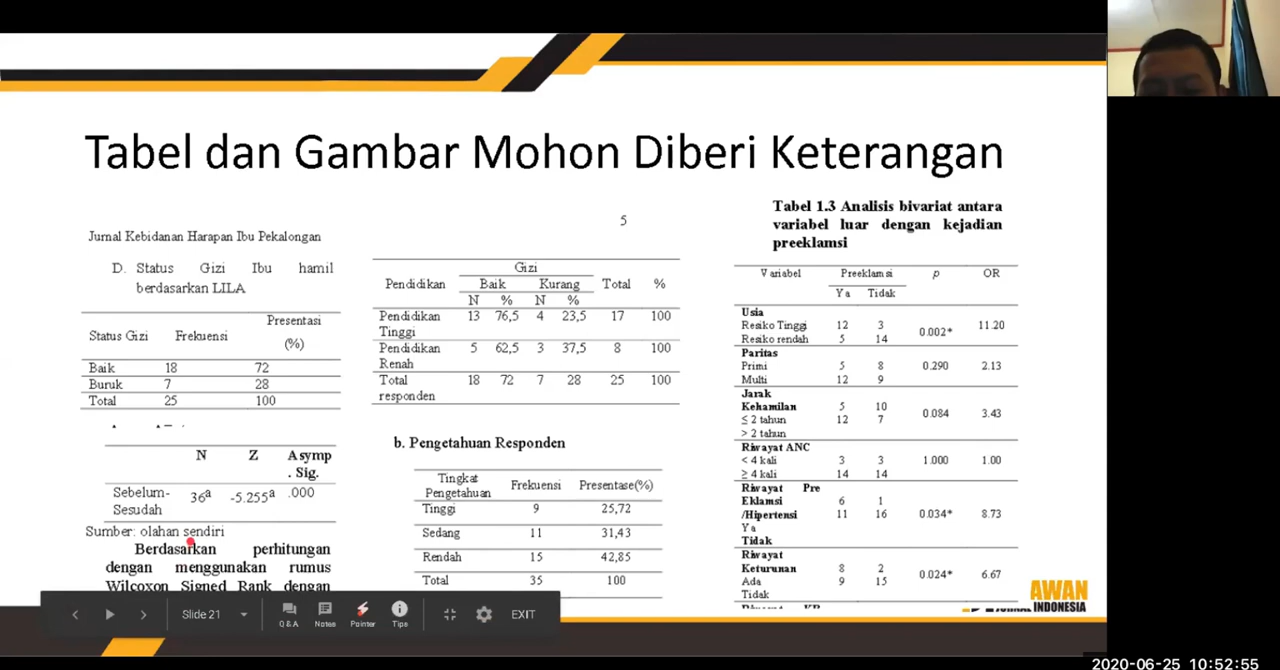 Tabel dan Gambar Mohon Diberi Keterangan
5
Jurnal Kebidanan Harapan Ibu Pekalongan
D. Status Gizi Ibu hamil
berdasarkan LILA
Status Gizi Frekuensi Presentasi
(%)
Baik 18 72
Buruk 7 28
Total 25 100
N Z Asymp
. Sig.
Sebelum- 36a -5.255a .000
Sesudah
Sumber: olahan sendiri
Berdasarkan perhitungan
dengan menggunakan rumus
Wilcoxon Signed Rank dengan
Gizi
Pendidikan Baik Kurang Total %
N % N %
Pendidikan 13 76,5 4 23,5 17 100
Tinggi
Pendidikan 5 62,5 3 37,5 8 100
Renah
Total 18 72 7 28 25 100
responden
b. Pengetahuan Responden
Tingkat Frekuensi Presentase(%)
Pengetahuan
Tinggi 9 25,72
Sedang 11 31,43
Rendah 15 42,85
Total 35 100
Tabel 1.3 Analisis bivariat antara
variabel luar dengan kejadian
preeklamsi
Variabel Preeklamsi p OR
Ya Tidak
Usia
Resiko Tinggi 12 3 0.002* 11.20
Resiko rendah 5 14
Paritas
Primi 5 8 0.290 2.13
Multi 12 9
Jarak
Kehamilan 5 10 0.084 3.43
≤ 2 tahun 12 7
> 2 tahun
Riwayat ANC
< 4 kali 3 3 1.000 1.00
≥ 4 kali 14 14
Riwayat Pre
Eklamsi 6 1
/Hipertensi 11 16 0.034* 8.73
Ya
Tidak
Riwayat
Keturunan 8 2 0.024* 6.67
Ada 9 15
Tidak
AWAN
INDONESIA
Slide 21
Q & A Notes Pointer Tips
EXIT
2020-06-25 10:52:55